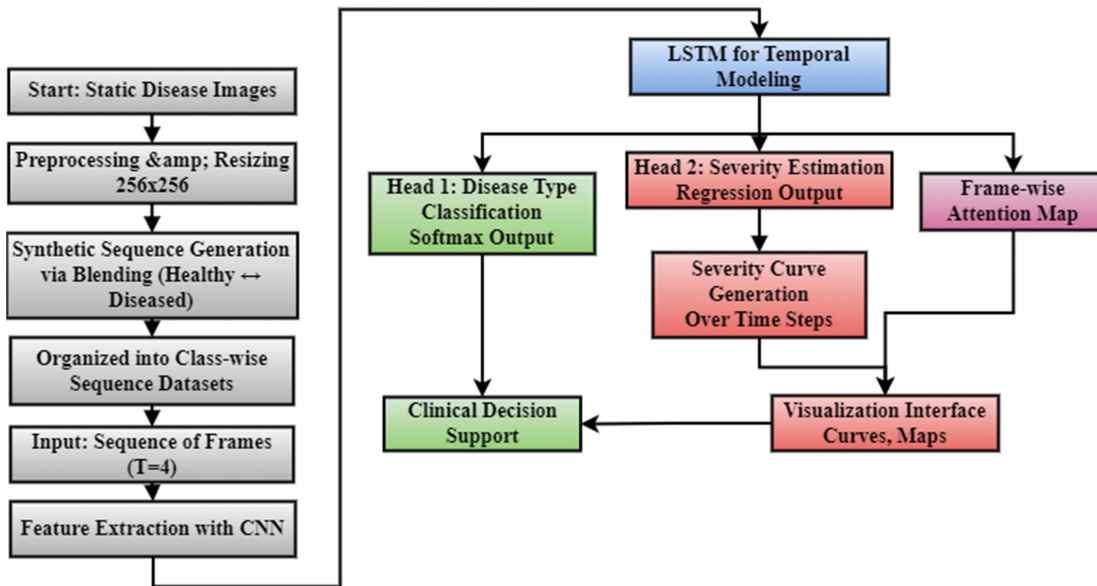 Start: Static Disease Images
Preprocessing &amp; Resizing
256x256
Synthetic Sequence Generation
via Blending (Healthy ↔
Diseased)
Organized into Class-wise
Sequence Datasets
Input: Sequence of Frames
(T=4)
Feature Extraction with CNN
LSTM for Temporal
Modeling
Head 1: Disease Type
Classification
Softmax Output
Head 2: Severity Estimation
Regression Output
Frame-wise
Attention Map
Severity Curve
Generation
Over Time Steps
Clinical Decision
Support
Visualization Interface
Curves, Maps